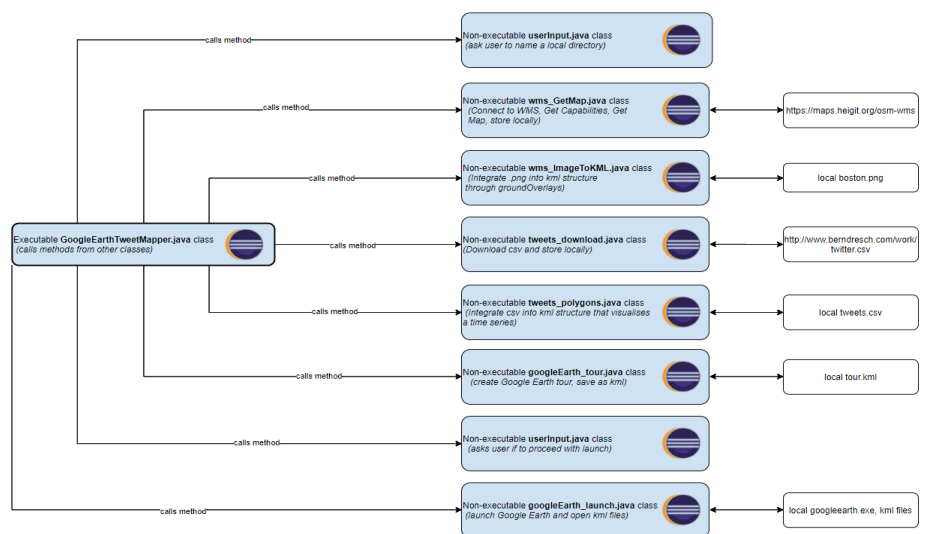 calls method
Non-executable userInput.java class
(ask user to name a local directory)
calls method
Non-executable wms_GetMap.java class
(Connect to WMS, Get Capabilities, Get
Map, store locally)
https://maps.heigit.org/osm-wms
calls method
Non-executable wms_ImageToKML.java class
(Integrate .png into kml structure
through groundOverlays)
local boston.png
Executable GoogleEarthTweetMapper.java class
(calls methods from other classes)
calls method
Non-executable tweets_download.java class
(Download csv and store locally)
http://www.berndresch.com/work/
twitter.csv
calls method
Non-executable tweets_polygons.java class
(Integrate csv into kml structure that visualises
a time series)
local tweets.csv
calls method
Non-executable googleEarth_tour.java class
(create Google Earth tour, save as kml)
local tour.kml
calls method
Non-executable userInput.java class
(asks user if to proceed with launch)
calls method
Non-executable googleEarth_launch.java class
(launch Google Earth and open kml files)
local googleearth.exe, kml files